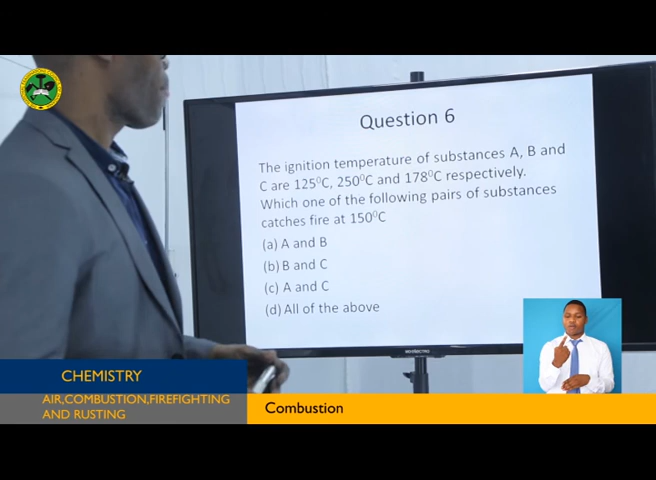 Question 6
The ignition temperature of substances A, B and
C are 125⁰C, 250⁰C and 178⁰C respectively.
Which one of the following pairs of substances
catches fire at 150⁰C
(a) A and B
(b) B and C
(c) A and C
(d) All of the above
CHEMISTRY
AIR,COMBUSTION,FIREFIGHTING
AND RUSTING
Combustion